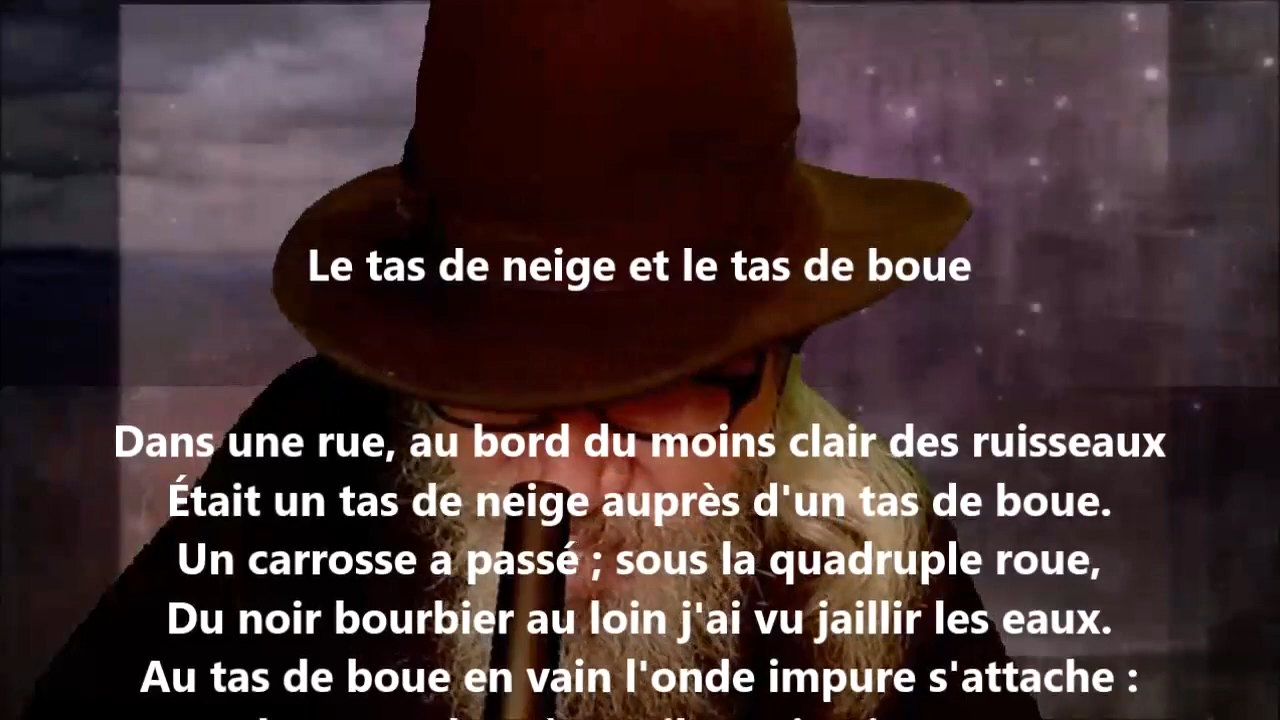 Le tas de neige et le tas de boue
Dans une rue, au bord du moins clair des ruisseaux
Était un tas de neige auprès d'un tas de boue.
Un carrosse a passé ; sous la quadruple roue,
Du noir bourbier au loin j'ai vu jaillir les eaux.
Au tas de boue en vain l'onde impure s'attache :